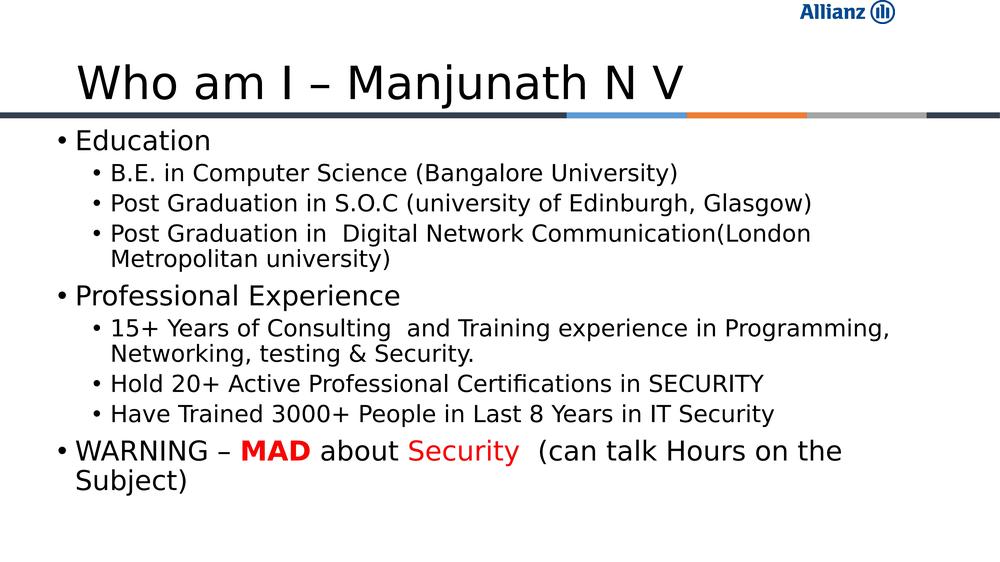 Allianz
Who am I – Manjunath N V
• Education
• B.E. in Computer Science (Bangalore University)
• Post Graduation in S.O.C (university of Edinburgh, Glasgow)
• Post Graduation in  Digital Network Communication(London
Metropolitan university)
• Professional Experience
• 15+ Years of Consulting  and Training experience in Programming,
Networking, testing & Security.
• Hold 20+ Active Professional Certifications in SECURITY
• Have Trained 3000+ People in Last 8 Years in IT Security
• WARNING – MAD about Security  (can talk Hours on the
Subject)